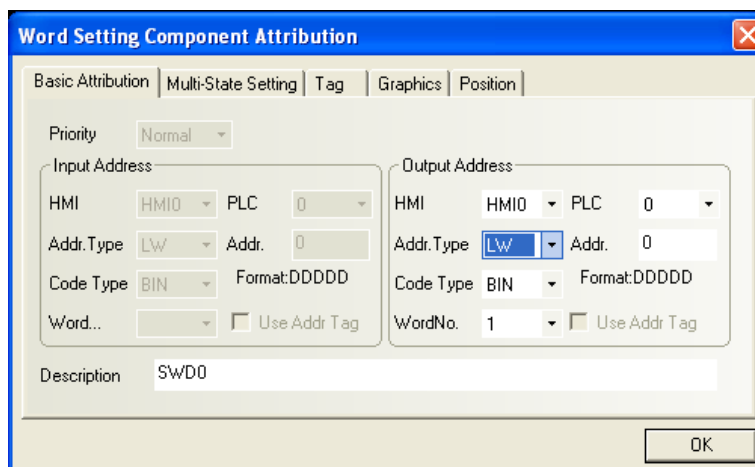 Word Setting Component Attribution
Basic Attribution Multi-State Setting Tag Graphics Position
Priority Normal
Input Address
HMI HMI0 PLC 0
Addr.Type LW Addr. 0
Code Type BIN Format:DDDDD
Word... Use Addr Tag
Output Address
HMI HMI0 PLC 0
Addr.Type LW Addr. 0
Code Type BIN Format:DDDDD
WordNo. 1 Use Addr Tag
Description SWD0
OK